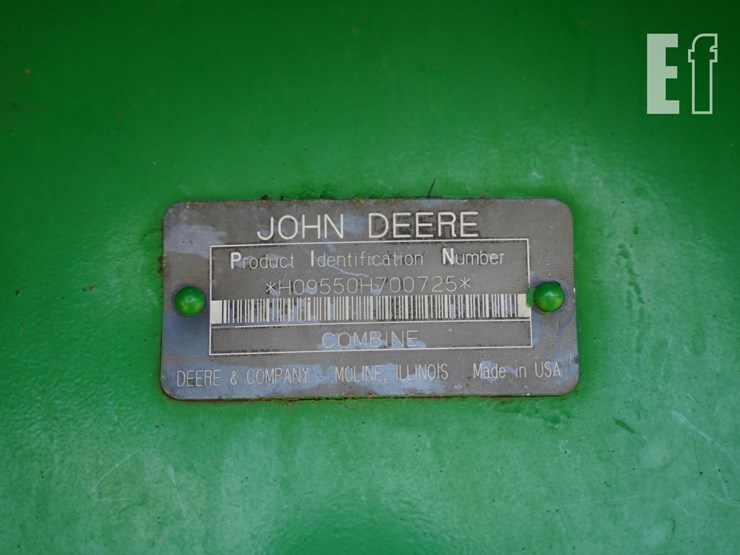 Ef
JOHN DEERE
Product Identification Number
*H09550H700725*
COMBINE
DEERE & COMPANY MOLINE, ILLINOIS Made in USA